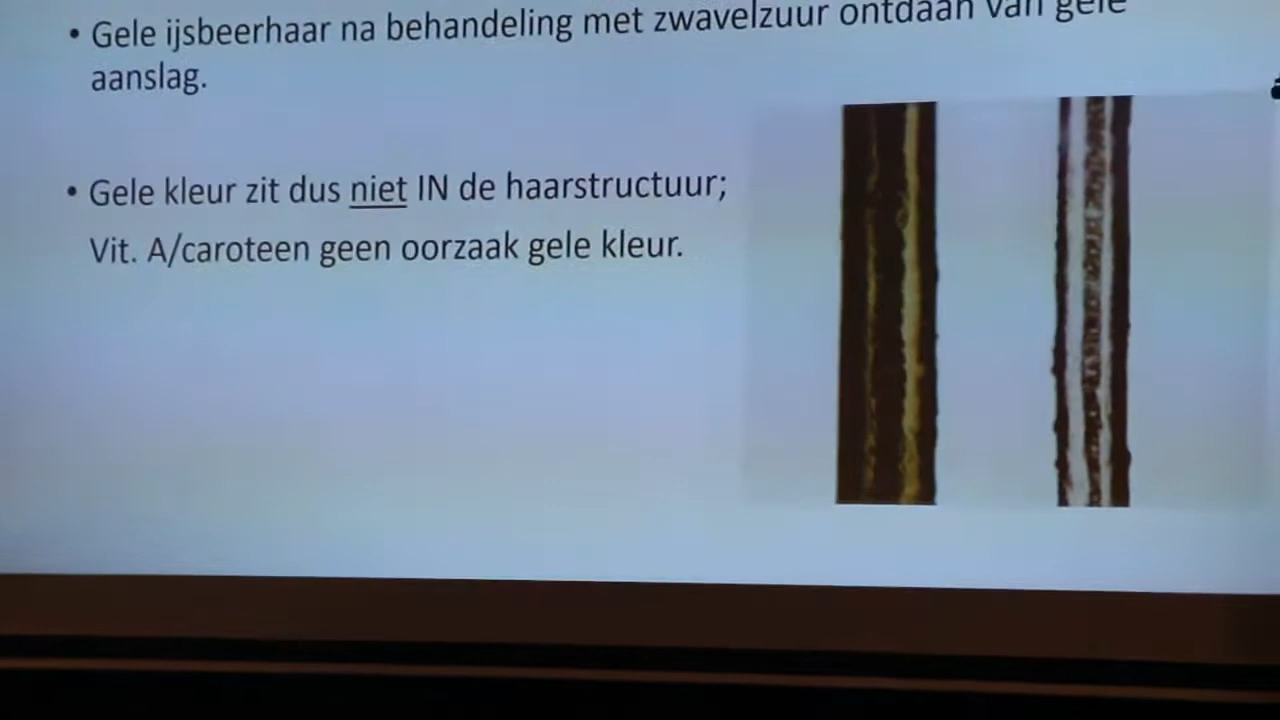 • Gele ijsbeerhaar na behandeling met zwavelzuur ontdaan van gele
aanslag.
• Gele kleur zit dus niet IN de haarstructuur;
Vit. A/caroteen geen oorzaak gele kleur.